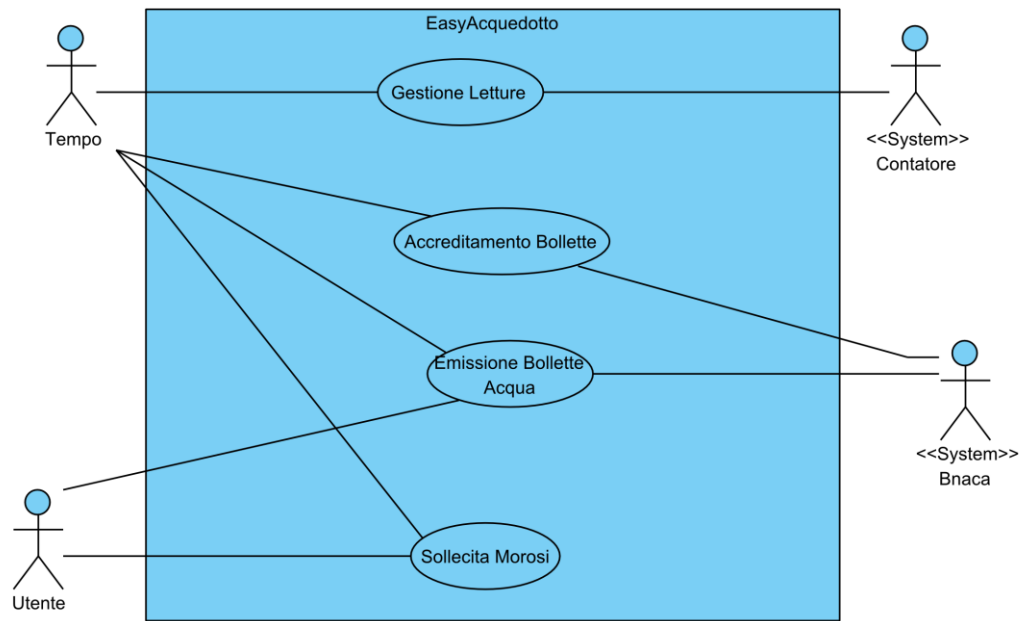 EasyAcquedotto
Gestione Letture
Tempo
<<System>>
Contatore
Accreditamento Bollette
Emissione Bollette
Acqua
<<System>>
Bnaca
Sollecita Morosi
Utente